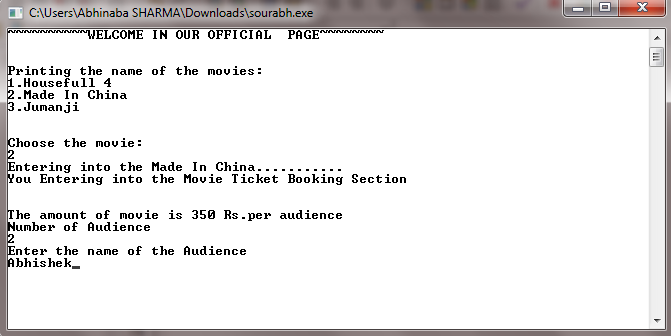 C:\Users\Abhinaba SHARMA\Downloads\sourabh.exe
~~~~~~~~~~WELCOME IN OUR OFFICIAL  PAGE~~~~~~~~
Printing the name of the movies:
1.Housefull 4
2.Made In China
3.Jumanji
Choose the movie:
2
Entering into the Made In China...........
You Entering into the Movie Ticket Booking Section
The amount of movie is 350 Rs.per audience
Number of Audience
2
Enter the name of the Audience
Abhishek_